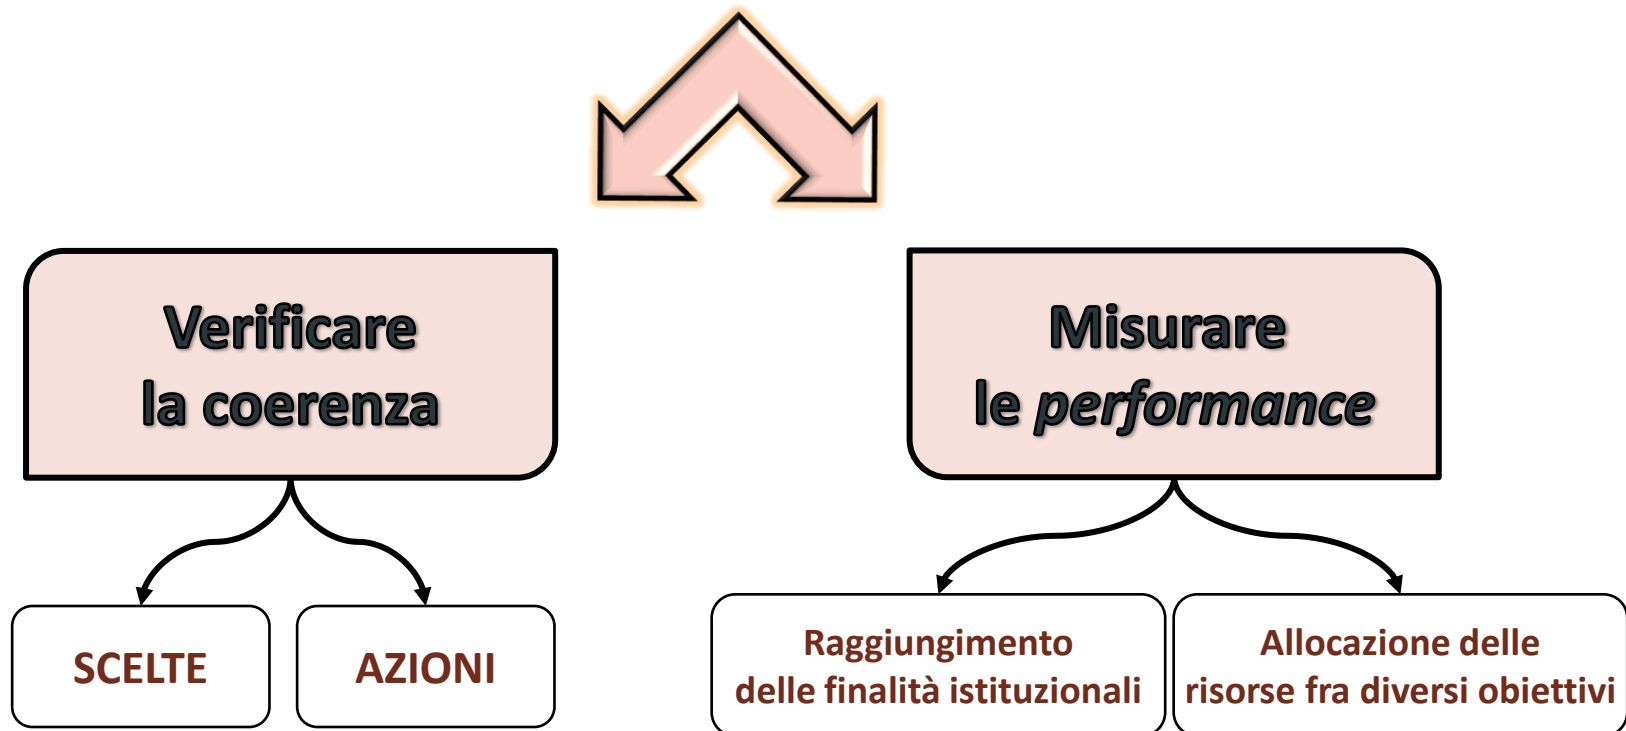 Verificare
la coerenza
Misurare
le performance
SCELTE
AZIONI
Raggiungimento
delle finalità istituzionali
Allocazione delle
risorse fra diversi obiettivi